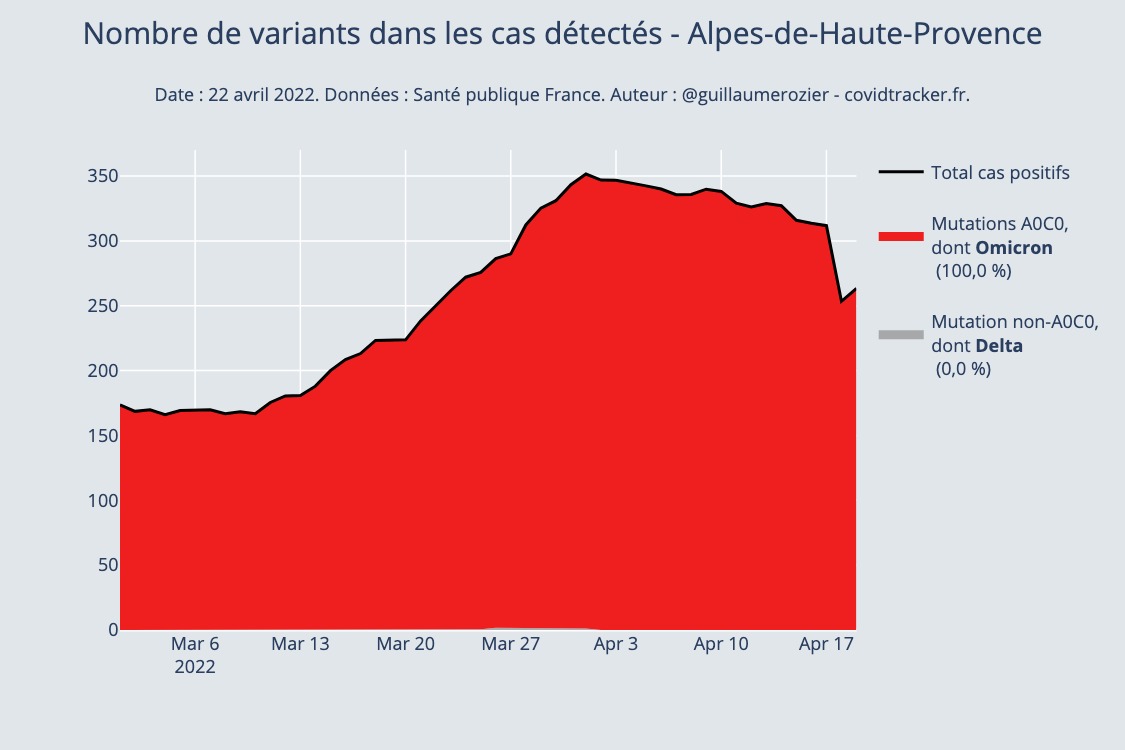 Nombre de variants dans les cas détectés - Alpes-de-Haute-Provence
Date : 22 avril 2022. Données : Santé publique France. Auteur : @guillaumerozier - covidtracker.fr.
350
300
250
200
150
100
50
0
Mar 6
2022
Mar 13
Mar 20
Mar 27
Apr 3
Apr 10
Apr 17
Total cas positifs
Mutations A0C0,
dont Omicron
(100,0 %)
Mutation non-A0C0,
dont Delta
(0,0 %)